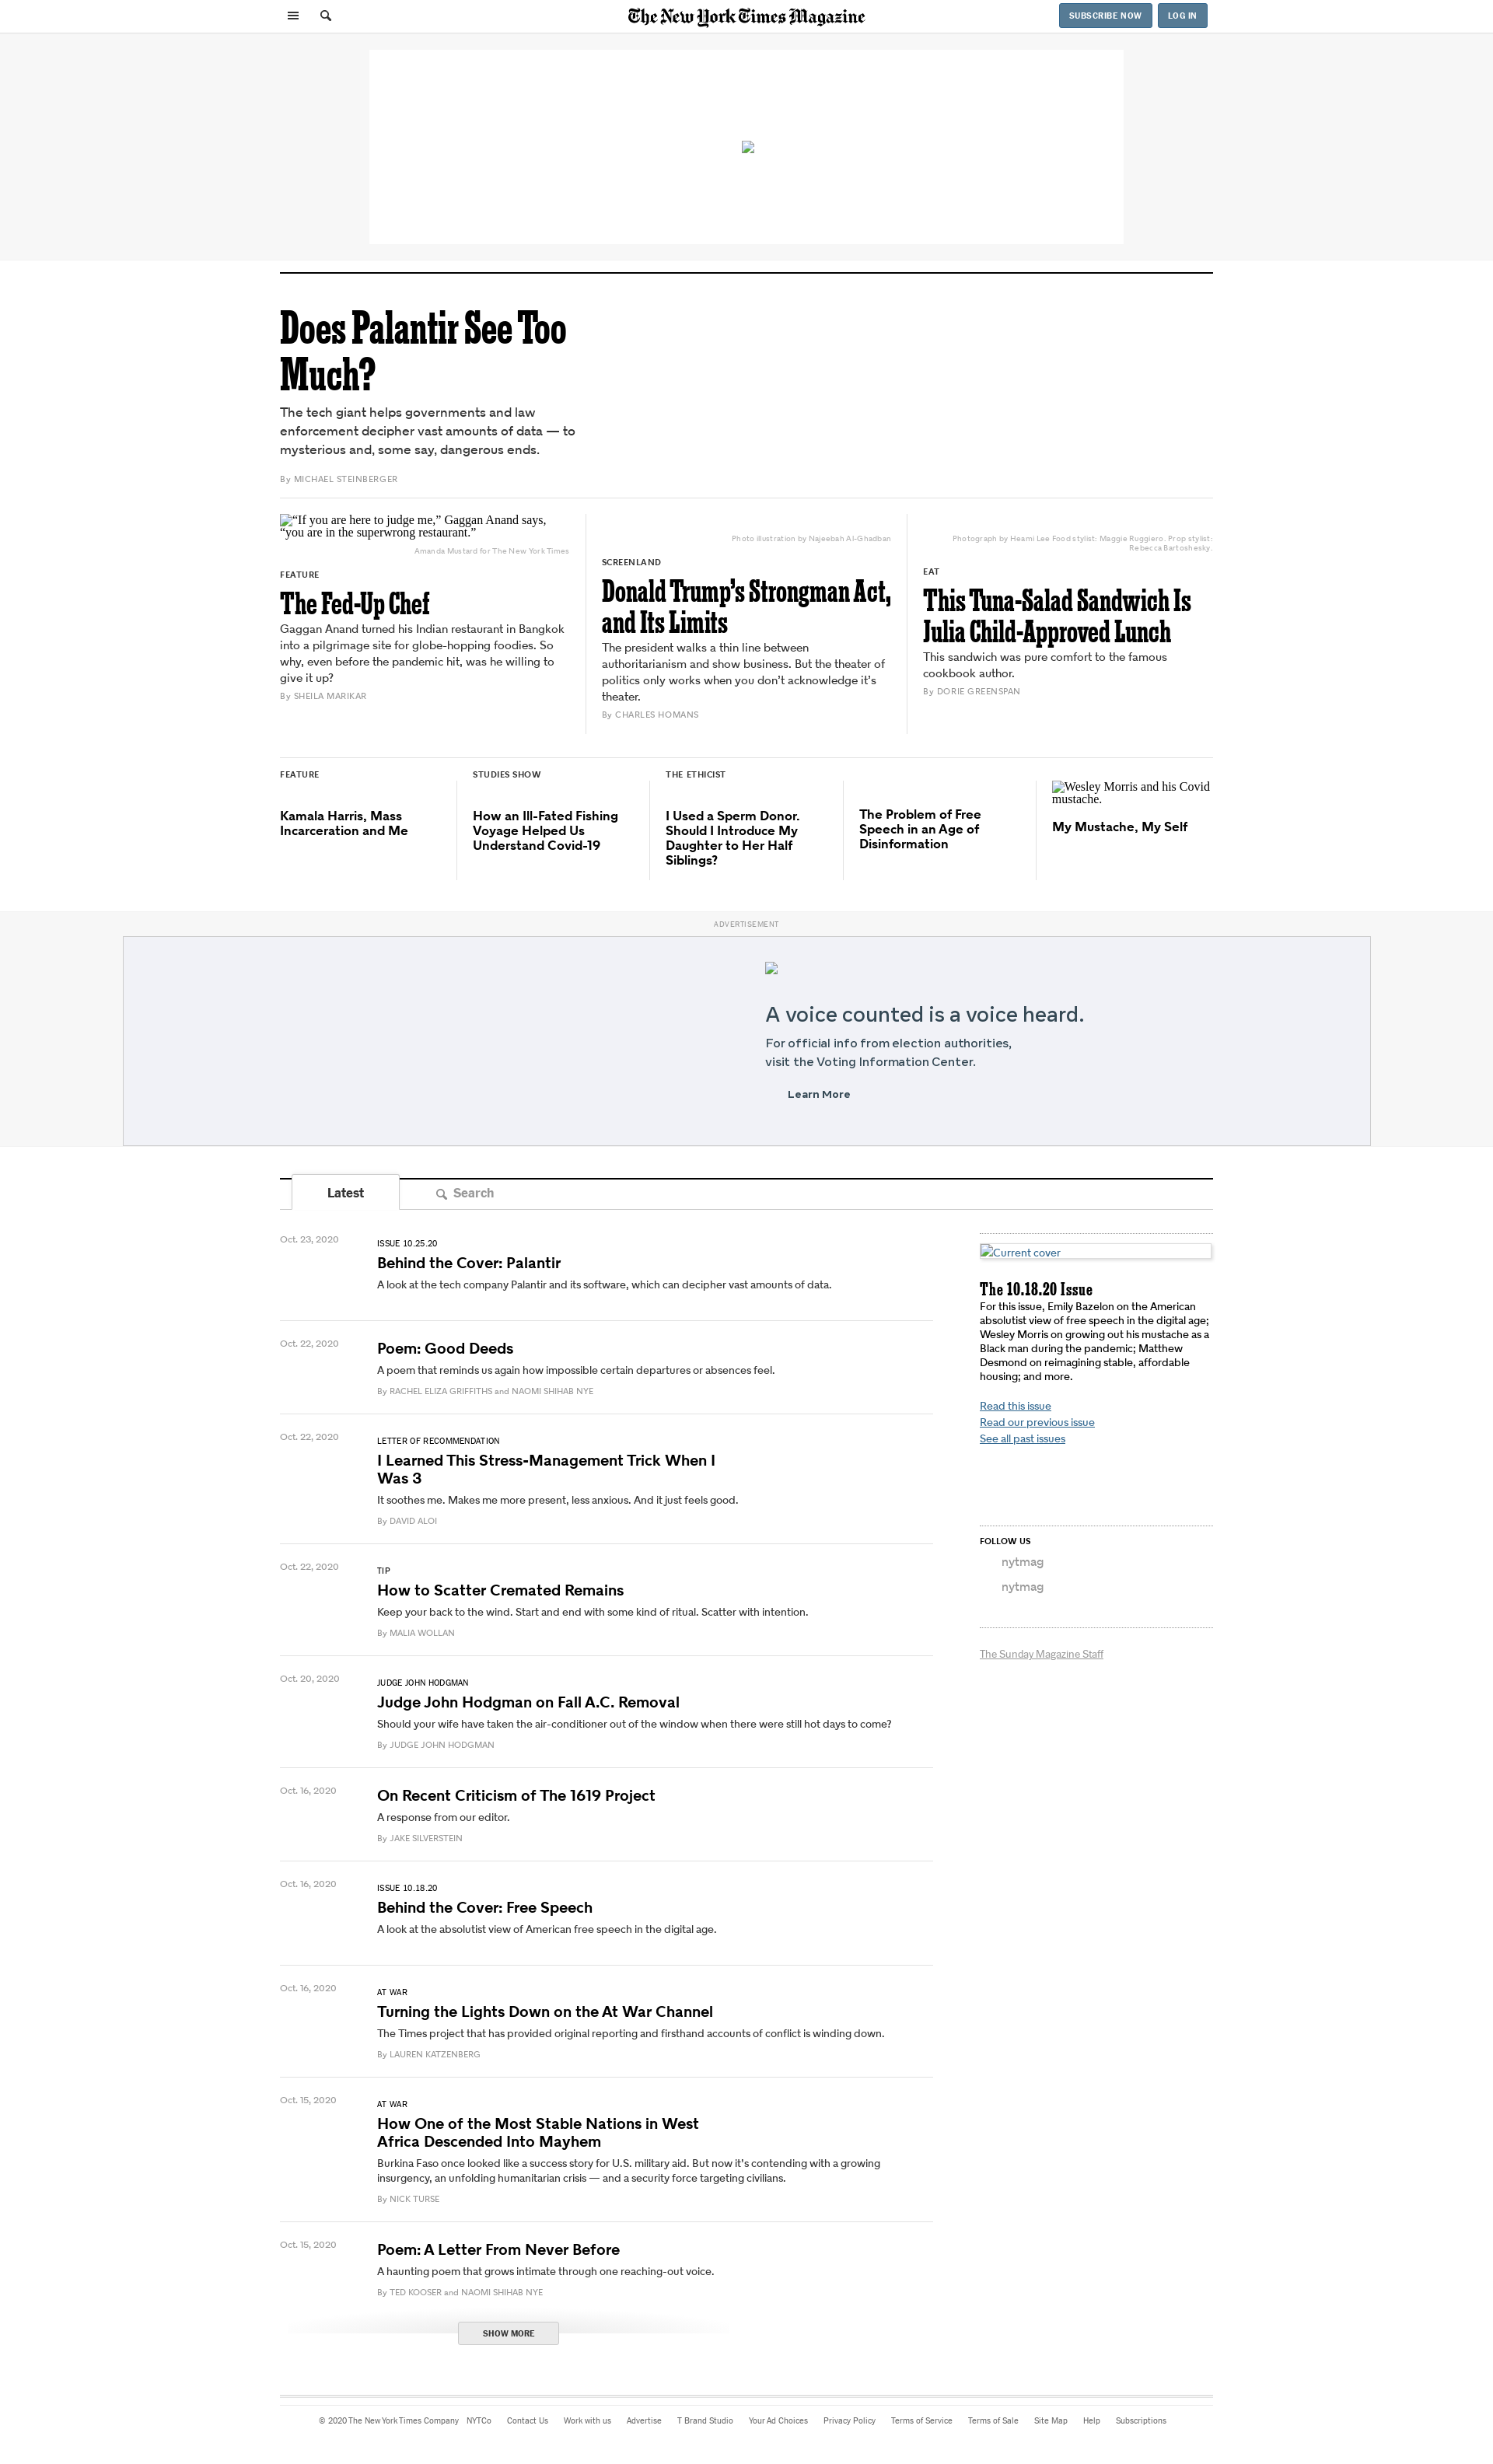 The New York Times Magazine
SUBSCRIBE NOW
LOG IN
Does Palantir See Too
Much?
The tech giant helps governments and law
enforcement decipher vast amounts of data — to
mysterious and, some say, dangerous ends.
By MICHAEL STEINBERGER
“If you are here to judge me,” Gaggan Anand says,
“you are in the superwrong restaurant.”
Amanda Mustard for The New York Times
FEATURE
The Fed-Up Chef
Gaggan Anand turned his Indian restaurant in Bangkok
into a pilgrimage site for globe-hopping foodies. So
why, even before the pandemic hit, was he willing to
give it up?
By SHEILA MARIKAR
Photo illustration by Najeebah Al-Ghadban
SCREENLAND
Donald Trump’s Strongman Act,
and Its Limits
The president walks a thin line between
authoritarianism and show business. But the theater of
politics only works when you don’t acknowledge it’s
theater.
By CHARLES HOMANS
Photograph by Heami Lee Food stylist: Maggie Ruggiero. Prop stylist:
Rebecca Bartoshesky.
EAT
This Tuna-Salad Sandwich Is
Julia Child-Approved Lunch
This sandwich was pure comfort to the famous
cookbook author.
By DORIE GREENSPAN
FEATURE
Kamala Harris, Mass
Incarceration and Me
STUDIES SHOW
How an Ill-Fated Fishing
Voyage Helped Us
Understand Covid-19
THE ETHICIST
I Used a Sperm Donor.
Should I Introduce My
Daughter to Her Half
Siblings?
The Problem of Free
Speech in an Age of
Disinformation
Wesley Morris and his Covid
mustache.
My Mustache, My Self
ADVERTISEMENT
A voice counted is a voice heard.
For official info from election authorities,
visit the Voting Information Center.
Learn More
Latest
Search
Oct. 23, 2020
ISSUE 10.25.20
Behind the Cover: Palantir
A look at the tech company Palantir and its software, which can decipher vast amounts of data.
Oct. 22, 2020
Poem: Good Deeds
A poem that reminds us again how impossible certain departures or absences feel.
By RACHEL ELIZA GRIFFITHS and NAOMI SHIHAB NYE
Oct. 22, 2020
LETTER OF RECOMMENDATION
I Learned This Stress-Management Trick When I
Was 3
It soothes me. Makes me more present, less anxious. And it just feels good.
By DAVID ALOI
Oct. 22, 2020
TIP
How to Scatter Cremated Remains
Keep your back to the wind. Start and end with some kind of ritual. Scatter with intention.
By MALIA WOLLAN
Oct. 20, 2020
JUDGE JOHN HODGMAN
Judge John Hodgman on Fall A.C. Removal
Should your wife have taken the air-conditioner out of the window when there were still hot days to come?
By JUDGE JOHN HODGMAN
Oct. 16, 2020
On Recent Criticism of The 1619 Project
A response from our editor.
By JAKE SILVERSTEIN
Oct. 16, 2020
ISSUE 10.18.20
Behind the Cover: Free Speech
A look at the absolutist view of American free speech in the digital age.
Oct. 16, 2020
AT WAR
Turning the Lights Down on the At War Channel
The Times project that has provided original reporting and firsthand accounts of conflict is winding down.
By LAUREN KATZENBERG
Oct. 15, 2020
AT WAR
How One of the Most Stable Nations in West
Africa Descended Into Mayhem
Burkina Faso once looked like a success story for U.S. military aid. But now it’s contending with a growing
insurgency, an unfolding humanitarian crisis — and a security force targeting civilians.
By NICK TURSE
Oct. 15, 2020
Poem: A Letter From Never Before
A haunting poem that grows intimate through one reaching-out voice.
By TED KOOSER and NAOMI SHIHAB NYE
SHOW MORE
Current cover
The 10.18.20 Issue
For this issue, Emily Bazelon on the American
absolutist view of free speech in the digital age;
Wesley Morris on growing out his mustache as a
Black man during the pandemic; Matthew
Desmond on reimagining stable, affordable
housing; and more.
Read this issue
Read our previous issue
See all past issues
FOLLOW US
nytmag
nytmag
The Sunday Magazine Staff
© 2020 The New York Times Company
NYTCo
Contact Us
Work with us
Advertise
T Brand Studio
Your Ad Choices
Privacy Policy
Terms of Service
Terms of Sale
Site Map
Help
Subscriptions